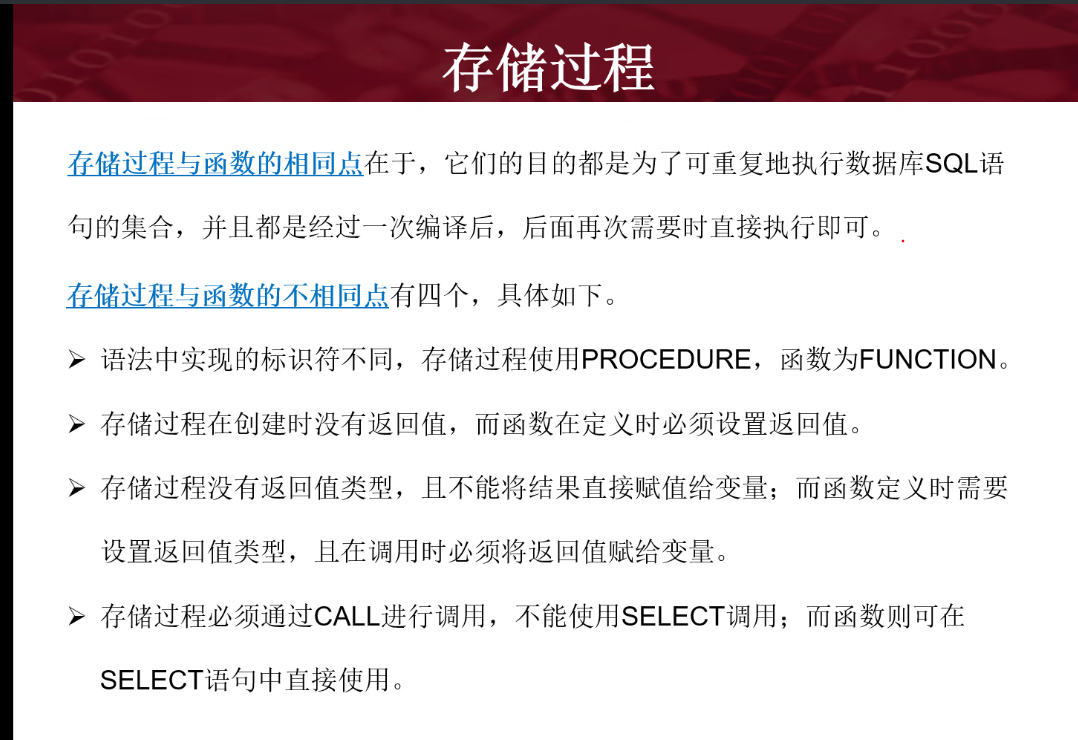 存储过程
存储过程与函数的相同点在于，它们的目的都是为了可重复地执行数据库SQL语
句的集合，并且都是经过一次编译后，后面再次需要时直接执行即可。
存储过程与函数的不相同点有四个，具体如下。
➢ 语法中实现的标识符不同，存储过程使用PROCEDURE，函数为FUNCTION。
➢ 存储过程在创建时没有返回值，而函数在定义时必须设置返回值。
➢ 存储过程没有返回值类型，且不能将结果直接赋值给变量；而函数定义时需要
设置返回值类型，且在调用时必须将返回值赋给变量。
➢ 存储过程必须通过CALL进行调用，不能使用SELECT调用；而函数则可在
SELECT语句中直接使用。